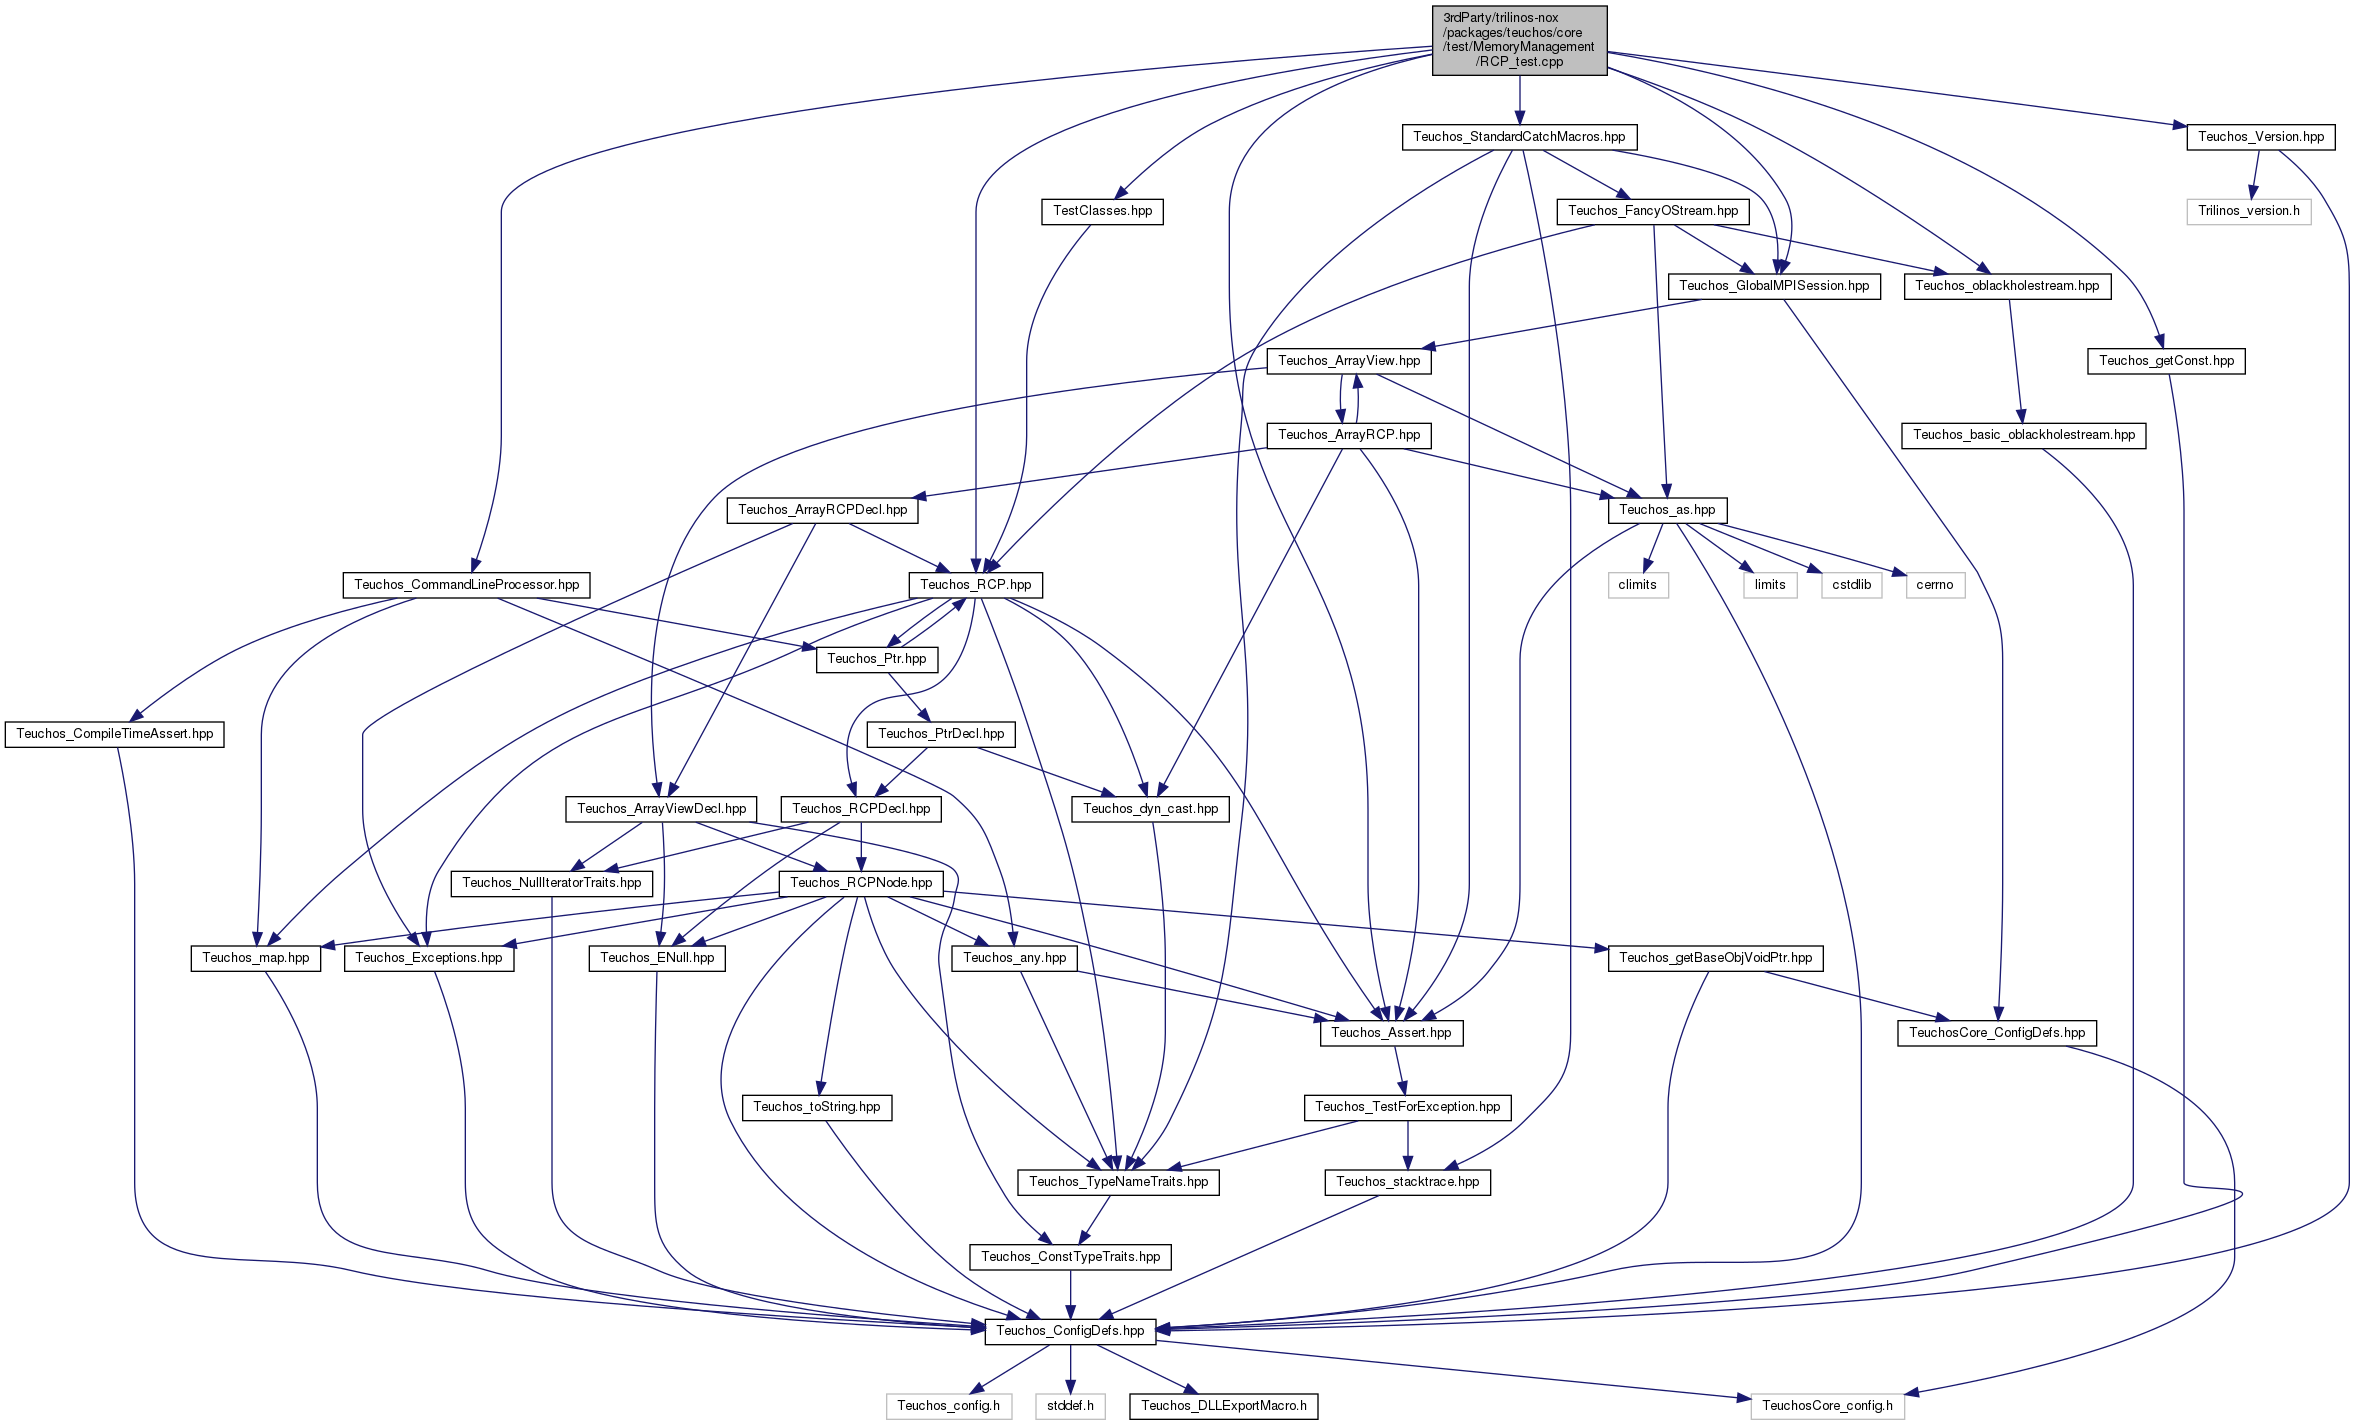 3rdParty/trilinos-nox
/packages/teuchos/core
/test/MemoryManagement
/RCP_test.cpp
Teuchos_StandardCatchMacros.hpp
Teuchos_Version.hpp
TestClasses.hpp
Teuchos_FancyOStream.hpp
Trilinos_version.h
Teuchos_GlobalMPISession.hpp
Teuchos_oblackholestream.hpp
Teuchos_ArrayView.hpp
Teuchos_getConst.hpp
Teuchos_ArrayRCP.hpp
Teuchos_basic_oblackholestream.hpp
Teuchos_ArrayRCPDecl.hpp
Teuchos_as.hpp
Teuchos_CommandLineProcessor.hpp
Teuchos_RCP.hpp
climits
limits
cstdlib
cerrno
Teuchos_Ptr.hpp
Teuchos_CompileTimeAssert.hpp
Teuchos_PtrDecl.hpp
Teuchos_ArrayViewDecl.hpp
Teuchos_RCPDecl.hpp
Teuchos_dyn_cast.hpp
Teuchos_NullIteratorTraits.hpp
Teuchos_RCPNode.hpp
Teuchos_map.hpp
Teuchos_Exceptions.hpp
Teuchos_ENull.hpp
Teuchos_any.hpp
Teuchos_getBaseObjVoidPtr.hpp
Teuchos_Assert.hpp
TeuchosCore_ConfigDefs.hpp
Teuchos_toString.hpp
Teuchos_TestForException.hpp
Teuchos_TypeNameTraits.hpp
Teuchos_stacktrace.hpp
Teuchos_ConstTypeTraits.hpp
Teuchos_ConfigDefs.hpp
Teuchos_config.h
stddef.h
Teuchos_DLLExportMacro.h
TeuchosCore_config.h